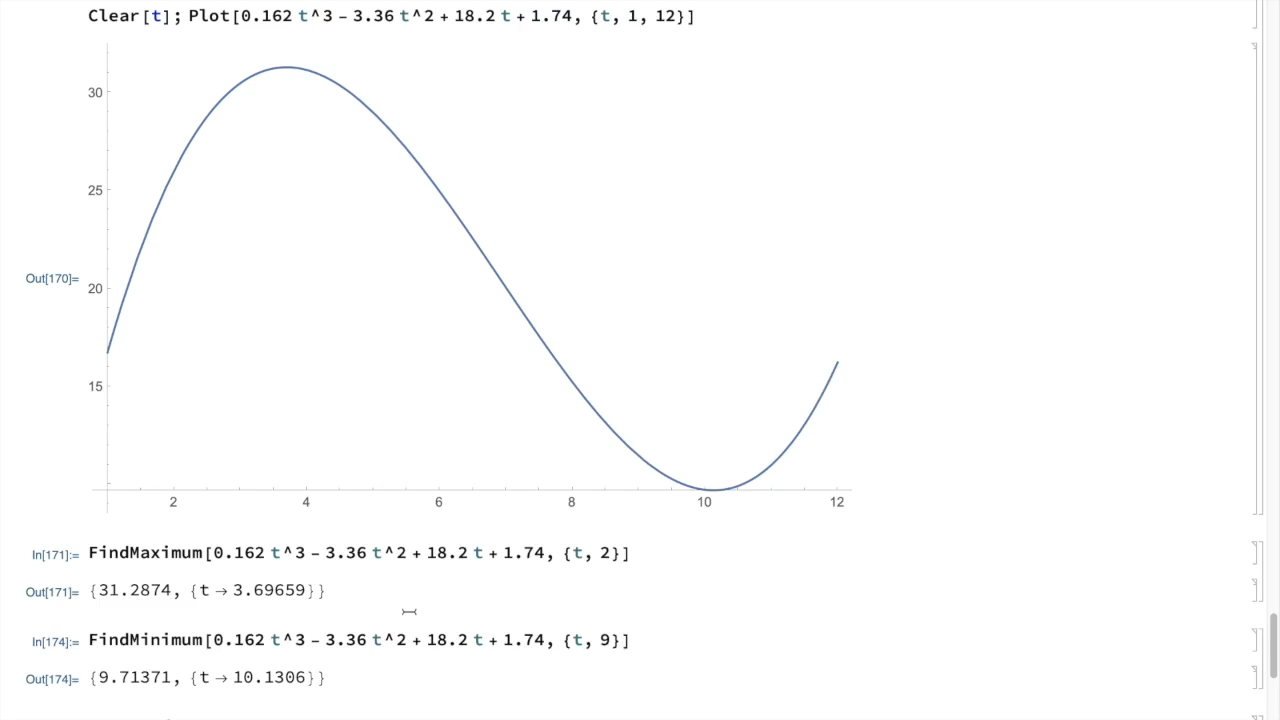 Clear[t]; Plot[0.162 t^3 - 3.36 t^2 + 18.2 t + 1.74, {t, 1, 12}]
30
25
Out[170]=
20
15
2 4 6 8 10 12
In[171]:= FindMaximum[0.162 t^3 - 3.36 t^2 + 18.2 t + 1.74, {t, 2}]
Out[171]= {31.2874, {t → 3.69659}}
In[174]:= FindMinimum[0.162 t^3 - 3.36 t^2 + 18.2 t + 1.74, {t, 9}]
Out[174]= {9.71371, {t → 10.1306}}